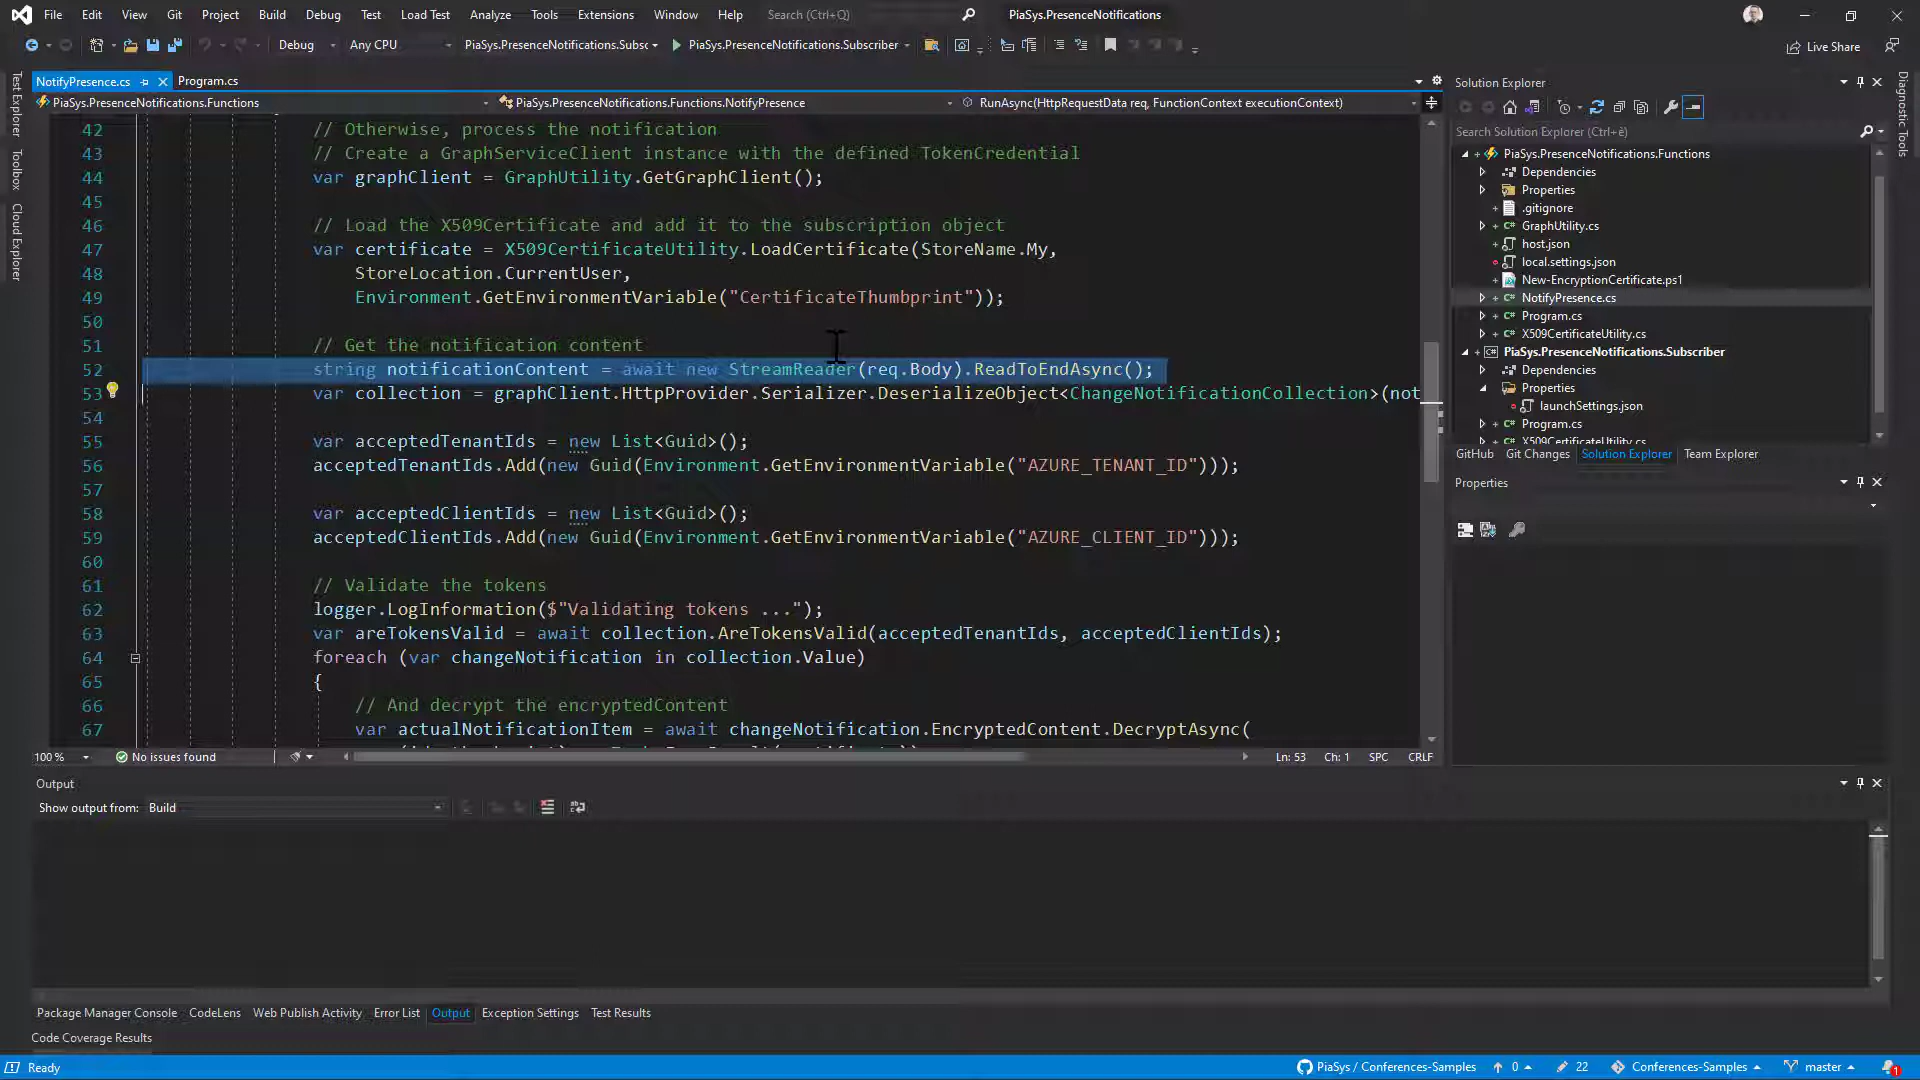 File Edit View Git Project Build Debug Test Load Test Analyze Tools Extensions Window Help Search (Ctrl+Q) PiaSys.PresenceNotifications
Debug Any CPU PiaSys.PresenceNotifications.Subsc PiaSys.PresenceNotifications.Subscriber Live Share
NotifyPresence.cs Program.cs
PiaSys.PresenceNotifications.Functions PiaSys.PresenceNotifications.Functions.NotifyPresence RunAsync(HttpRequestData req, FunctionContext executionContext)
Test Explorer
Toolbox
Cloud Explorer
42 // Otherwise, process the notification
43 // Create a GraphServiceClient instance with the defined TokenCredential
44 var graphClient = GraphUtility.GetGraphClient();
45
46 // Load the X509Certificate and add it to the subscription object
47 var certificate = X509CertificateUtility.LoadCertificate(StoreName.My,
48 StoreLocation.CurrentUser,
49 Environment.GetEnvironmentVariable("CertificateThumbprint"));
50
51 // Get the notification content
52 string notificationContent = await new StreamReader(req.Body).ReadToEndAsync();
53 var collection = graphClient.HttpProvider.Serializer.DeserializeObject<ChangeNotificationCollection>(not
54
55 var acceptedTenantIds = new List<Guid>();
56 acceptedTenantIds.Add(new Guid(Environment.GetEnvironmentVariable("AZURE_TENANT_ID")));
57
58 var acceptedClientIds = new List<Guid>();
59 acceptedClientIds.Add(new Guid(Environment.GetEnvironmentVariable("AZURE_CLIENT_ID")));
60
61 // Validate the tokens
62 logger.LogInformation($"Validating tokens ...");
63 var areTokensValid = await collection.AreTokensValid(acceptedTenantIds, acceptedClientIds);
64 foreach (var changeNotification in collection.Value)
65 {
66 // And decrypt the encryptedContent
67 var actualNotificationItem = await changeNotification.EncryptedContent.DecryptAsync(
100 % No issues found Ln: 53 Ch: 1 SPC CRLF
Solution Explorer
Search Solution Explorer (Ctrl+è)
PiaSys.PresenceNotifications.Functions
Dependencies
Properties
.gitignore
GraphUtility.cs
host.json
local.settings.json
New-EncryptionCertificate.ps1
NotifyPresence.cs
Program.cs
X509CertificateUtility.cs
PiaSys.PresenceNotifications.Subscriber
Dependencies
Properties
launchSettings.json
Program.cs
X509CertificateUtility.cs
GitHub Git Changes Solution Explorer Team Explorer
Properties
Diagnostic Tools
Output
Show output from: Build
Package Manager Console CodeLens Web Publish Activity Error List Output Exception Settings Test Results
Code Coverage Results
Ready PiaSys / Conferences-Samples 0 22 Conferences-Samples master 1